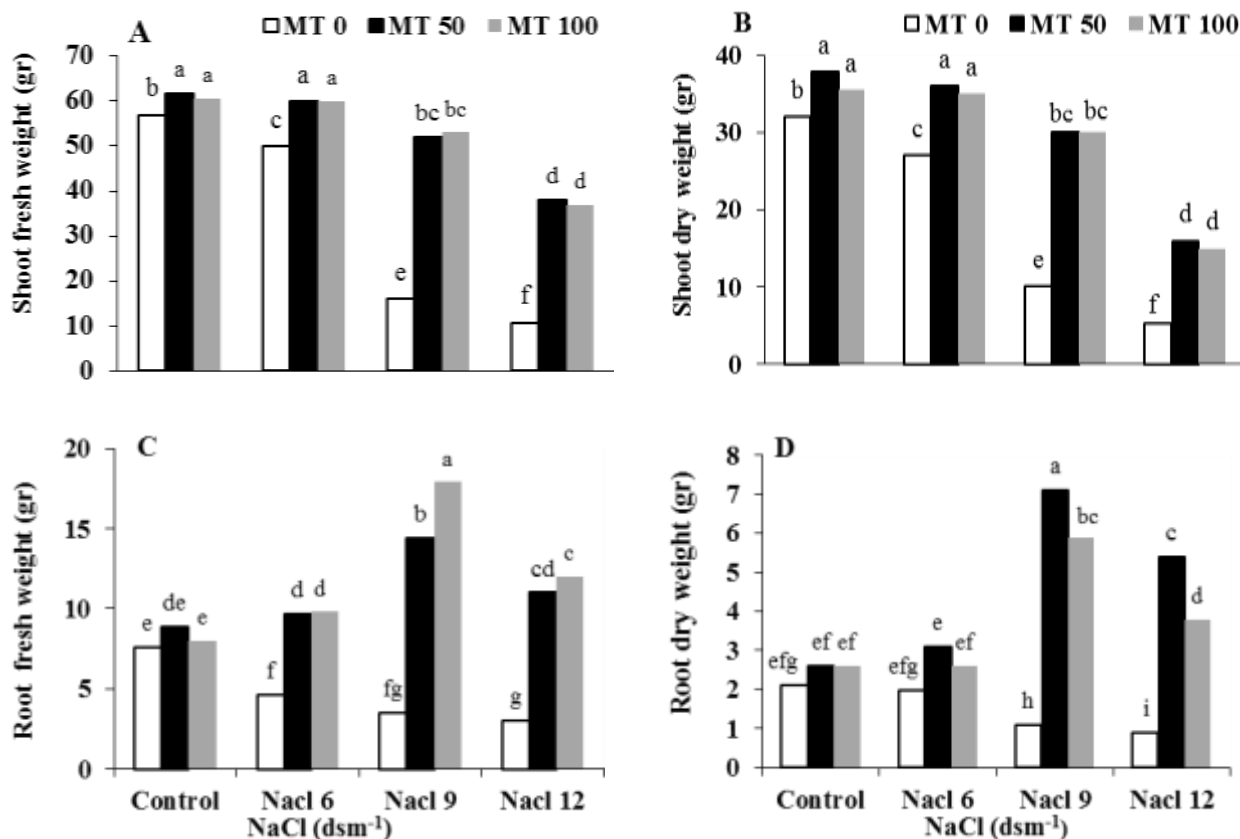 A
MT 0 MT 50 MT 100
Shoot fresh weight (gr)
70
60
50
40
30
20
10
0
b a a
c a a
e bc bc
f d d
B
MT 0 MT 50 MT 100
Shoot dry weight (gr)
40
30
20
10
0
b a a
c a a
e bc bc
f d d
C
Root fresh weight (gr)
20
15
10
5
0
e de e
f d d
fg b a
g cd c
Control Nacl 6 Nacl 9 Nacl 12
NaCl (dsm⁻¹)
D
Root dry weight (gr)
8
7
6
5
4
3
2
1
0
efg ef ef
efg e ef
h a bc
i c d
Control Nacl 6 Nacl 9 Nacl 12
NaCl (dsm⁻¹)